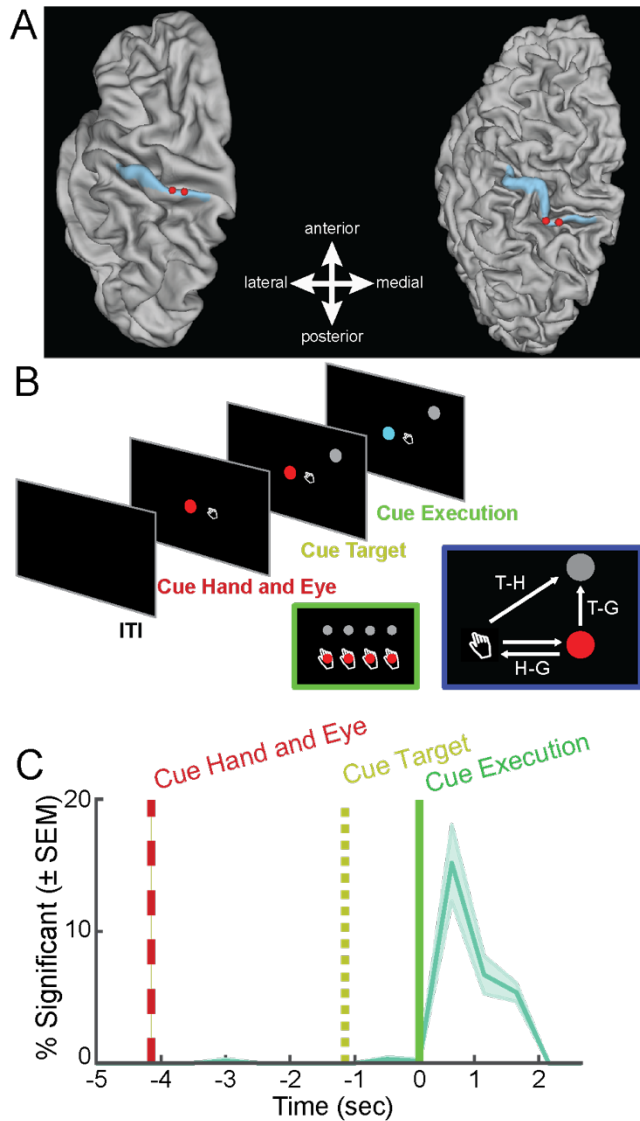 A
anterior
lateral
medial
posterior
B
Cue Execution
Cue Target
Cue Hand and Eye
ITI
T-H
T-G
H-G
C
Cue Hand and Eye
Cue Target
Cue Execution
% Significant (± SEM)
20
10
0
-5 -4 -3 -2 -1 0 1 2
Time (sec)